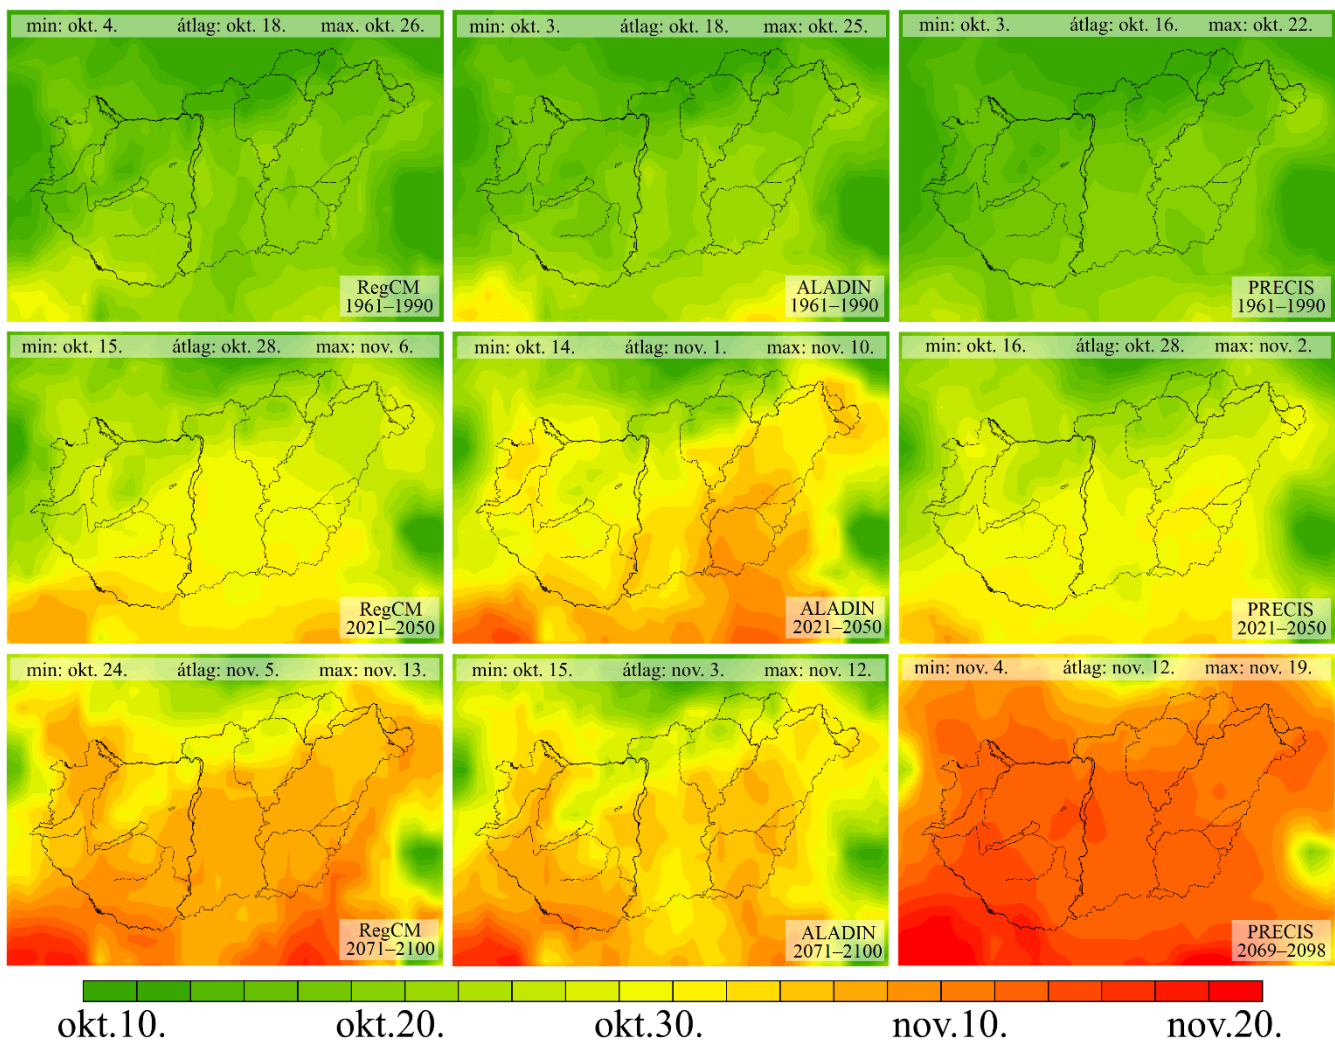 min: okt. 4. átlag: okt. 18. max. okt. 26.
RegCM
1961–1990
min: okt. 3. átlag: okt. 18. max: okt. 25.
ALADIN
1961–1990
min: okt. 3. átlag: okt. 16. max: okt. 22.
PRECIS
1961–1990
min: okt. 15. átlag: okt. 28. max: nov. 6.
RegCM
2021–2050
min: okt. 14. átlag: nov. 1. max: nov. 10.
ALADIN
2021–2050
min: okt. 16. átlag: okt. 28. max: nov. 2.
PRECIS
2021–2050
min: okt. 24. átlag: nov. 5. max: nov. 13.
RegCM
2071–2100
min: okt. 15. átlag: nov. 3. max: nov. 12.
ALADIN
2071–2100
min: nov. 4. átlag: nov. 12. max: nov. 19.
PRECIS
2069–2098
okt.10. okt.20. okt.30. nov.10. nov.20.